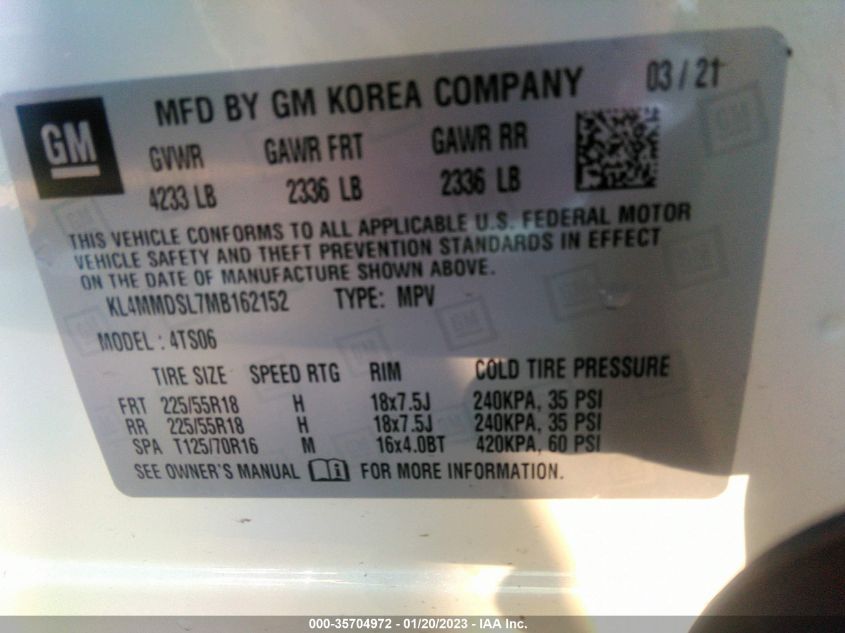 GM
MFD BY GM KOREA COMPANY 03 / 21
GVWR GAWR FRT GAWR RR
4233 LB 2336 LB 2336 LB
THIS VEHICLE CONFORMS TO ALL APPLICABLE U.S. FEDERAL MOTOR
VEHICLE SAFETY AND THEFT PREVENTION STANDARDS IN EFFECT
ON THE DATE OF MANUFACTURE SHOWN ABOVE.
KL4MMDSL7MB162152 TYPE: MPV
MODEL: 4TS06
TIRE SIZE SPEED RTG RIM COLD TIRE PRESSURE
FRT 225/55R18 H 18x7.5J 240KPA, 35 PSI
RR 225/55R18 H 18x7.5J 240KPA, 35 PSI
SPA T125/70R16 M 16x4.0BT 420KPA, 60 PSI
SEE OWNER'S MANUAL FOR MORE INFORMATION.
000-35704972 - 01/20/2023 - IAA Inc.